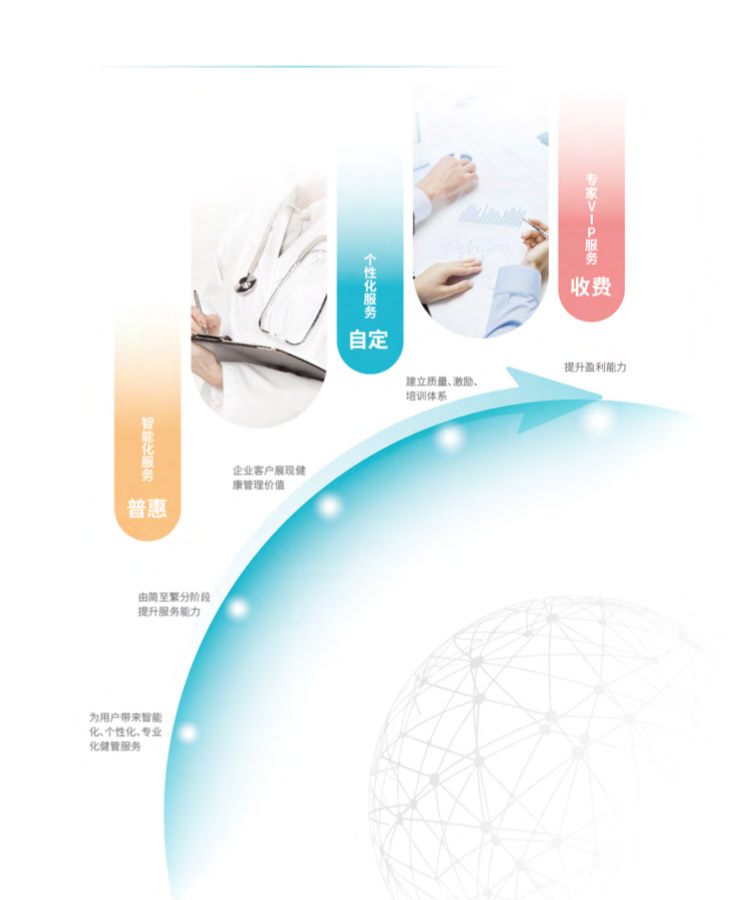 专家VIP服务
收费
个性化服务
自定
智能化服务
普惠
提升盈利能力
建立质量、激励、
培训体系
企业客户展现健
康管理价值
由简至繁分阶段
提升服务能力
为用户带来智能
化、个性化、专业
化健管服务